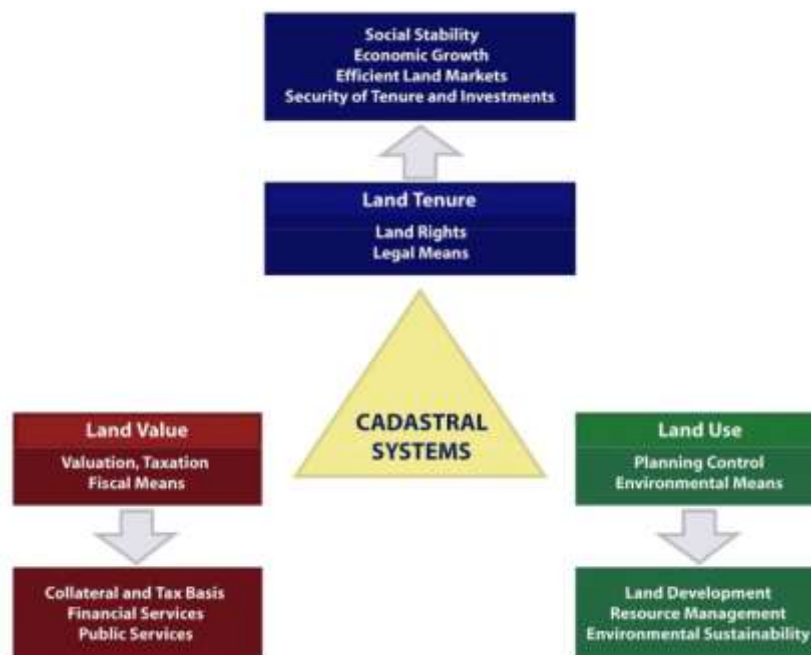 Social Stability
Economic Growth
Efficient Land Markets
Security of Tenure and Investments
Land Tenure
Land Rights
Legal Means
CADASTRAL
SYSTEMS
Land Value
Valuation, Taxation
Fiscal Means
Collateral and Tax Basis
Financial Services
Public Services
Land Use
Planning Control
Environmental Means
Land Development
Resource Management
Environmental Sustainability